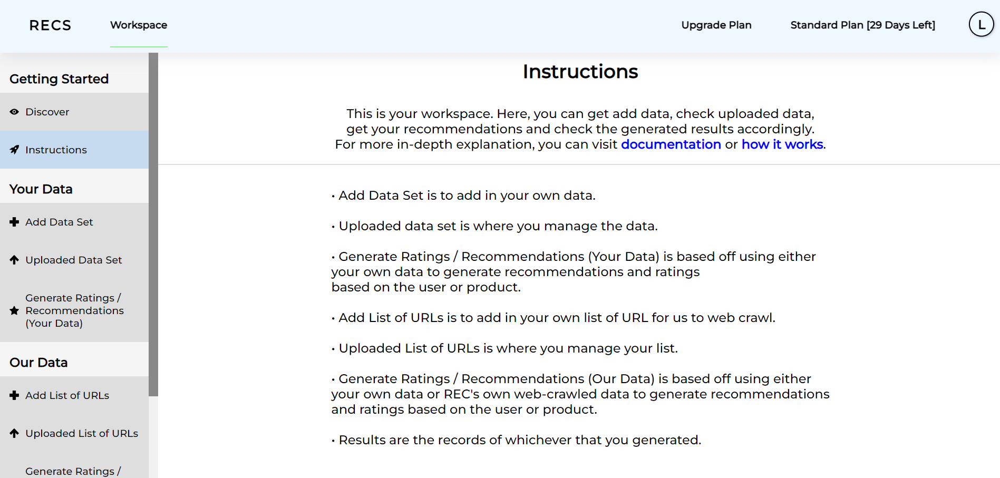 RECS
Workspace
Upgrade Plan
Standard Plan [29 Days Left]
L
Getting Started
Discover
Instructions
Your Data
Add Data Set
Uploaded Data Set
Generate Ratings /
Recommendations
(Your Data)
Our Data
Add List of URLs
Uploaded List of URLs
Generate Ratings /
Instructions
This is your workspace. Here, you can get add data, check uploaded data,
get your recommendations and check the generated results accordingly.
For more in-depth explanation, you can visit documentation or how it works.
• Add Data Set is to add in your own data.
• Uploaded data set is where you manage the data.
• Generate Ratings / Recommendations (Your Data) is based off using either
your own data to generate recommendations and ratings
based on the user or product.
• Add List of URLs is to add in your own list of URL for us to web crawl.
• Uploaded List of URLs is where you manage your list.
• Generate Ratings / Recommendations (Our Data) is based off using either
your own data or REC's own web-crawled data to generate recommendations
and ratings based on the user or product.
• Results are the records of whichever that you generated.